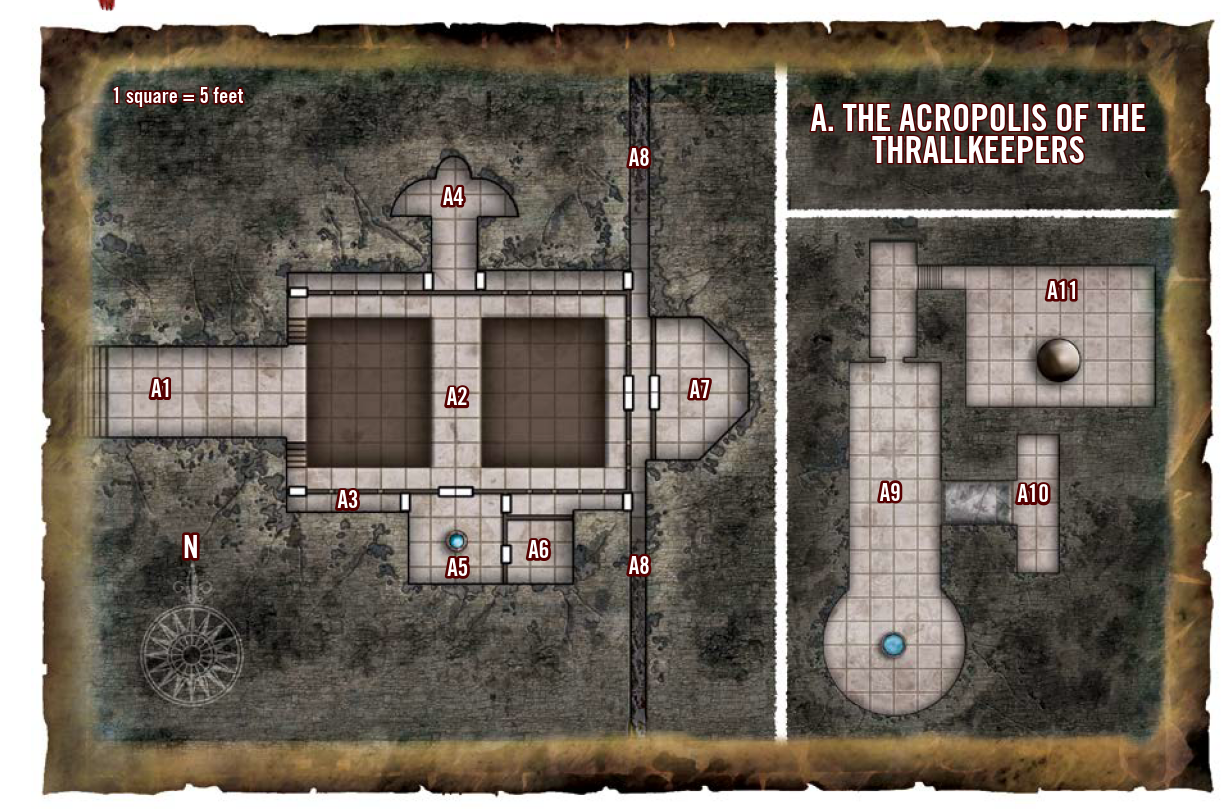 1 square = 5 feet
A. THE ACROPOLIS OF THE
THRALLKEEPERS
A8
A4
A1
A2
A7
A3
A5
A6
A8
N
A11
A9
A10